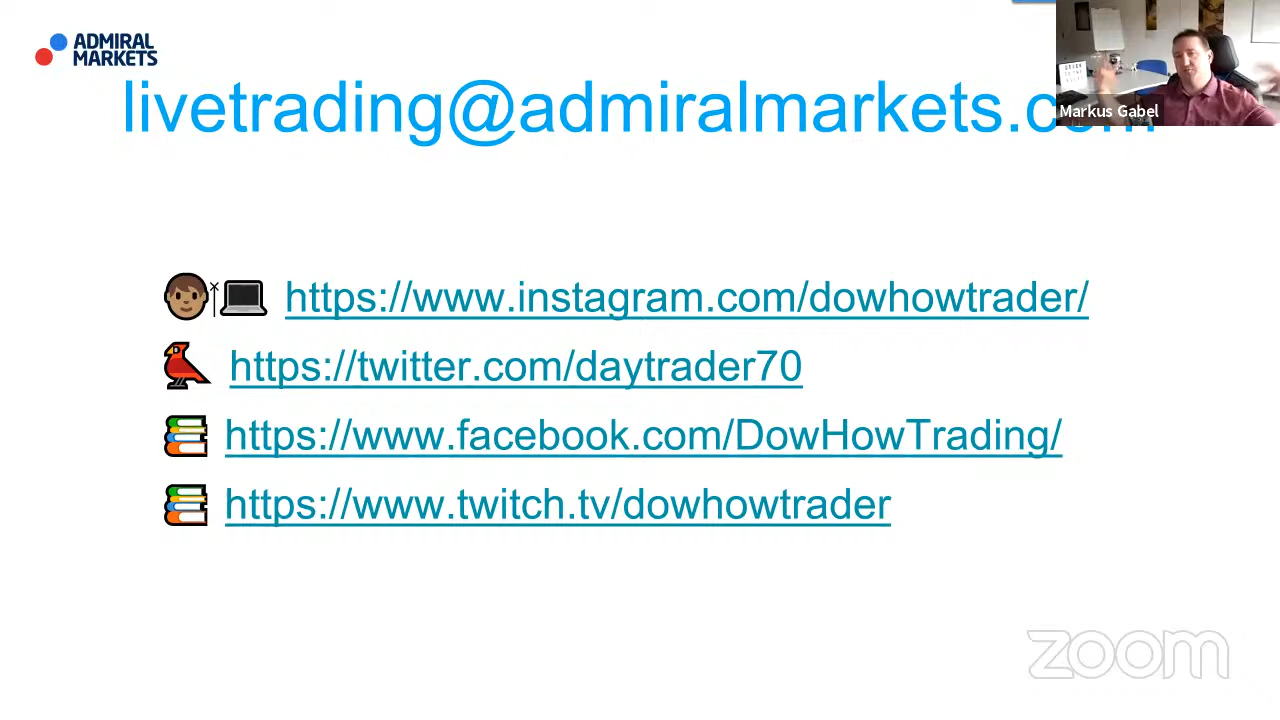 ADMIRAL
MARKETS
livetrading@admiralmarkets.com
Markus Gabel
https://www.instagram.com/dowhowtrader/
https://twitter.com/daytrader70
https://www.facebook.com/DowHowTrading/
https://www.twitch.tv/dowhowtrader
zoom